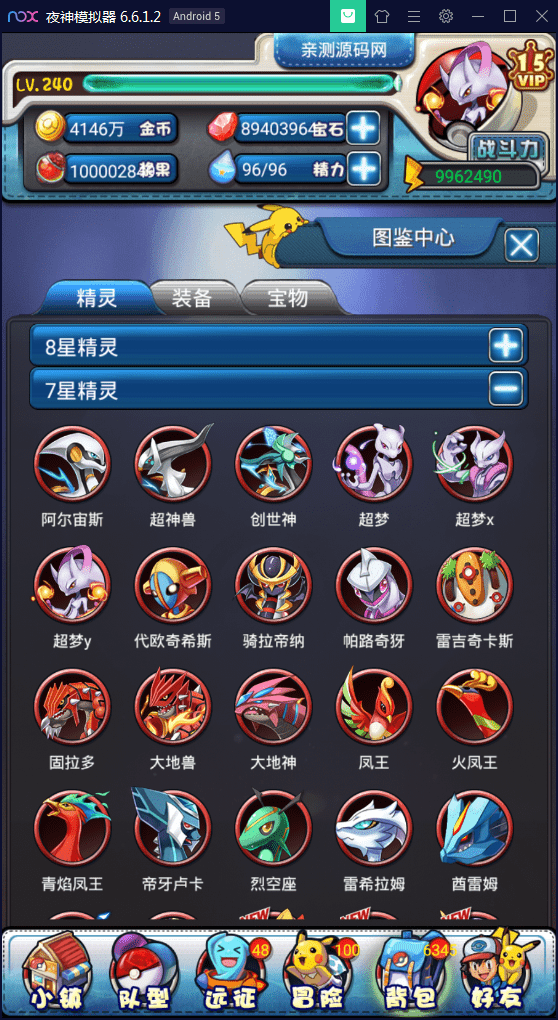 nox 夜神模拟器 6.6.1.2 Android 5
亲测源码网
LV.240
15
VIP
4146万 金币
8940396 宝石
战斗力
10000028 棉果
96/96 精力
9962490
图鉴中心
精灵 装备 宝物
8星精灵
7星精灵
阿尔宙斯 超神兽 创世神 超梦 超梦x
超梦y 代欧奇希斯 骑拉帝纳 帕路奇犽 雷吉奇卡斯
固拉多 大地兽 大地神 凤王 火凤王
青焰凤王 帝牙卢卡 烈空座 雷希拉姆 酋雷姆
NEW NEW NEW
48 100 6345
小镇 队型 远征 冒险 背包 好友